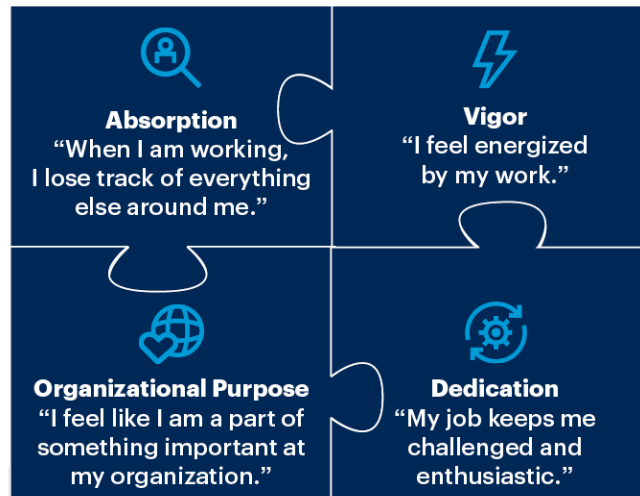 Absorption
“When I am working,
I lose track of everything
else around me.”
Vigor
“I feel energized
by my work.”
Organizational Purpose
“I feel like I am a part of
something important at
my organization.”
Dedication
“My job keeps me
challenged and
enthusiastic.”